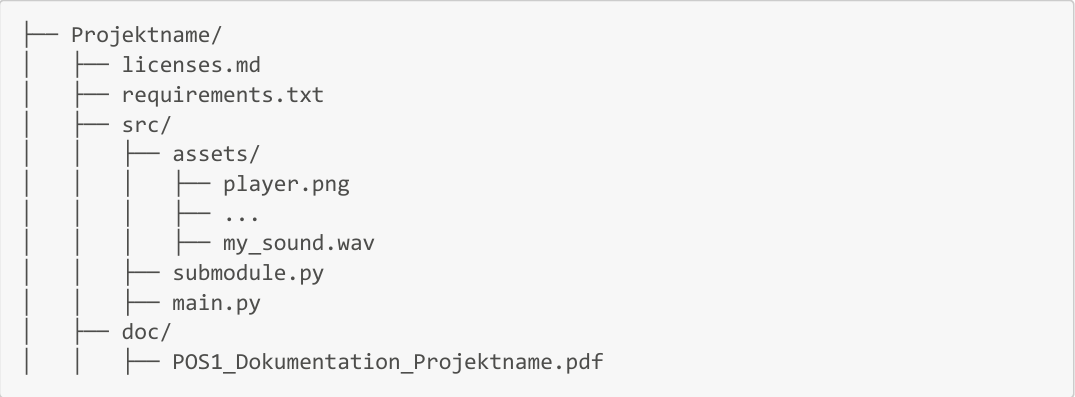 ├── Projektname/
│   ├── licenses.md
│   ├── requirements.txt
│   ├── src/
│   │   ├── assets/
│   │   │   ├── player.png
│   │   │   ├── ...
│   │   │   ├── my_sound.wav
│   │   ├── submodule.py
│   │   ├── main.py
│   ├── doc/
│   │   ├── POS1_Dokumentation_Projektname.pdf